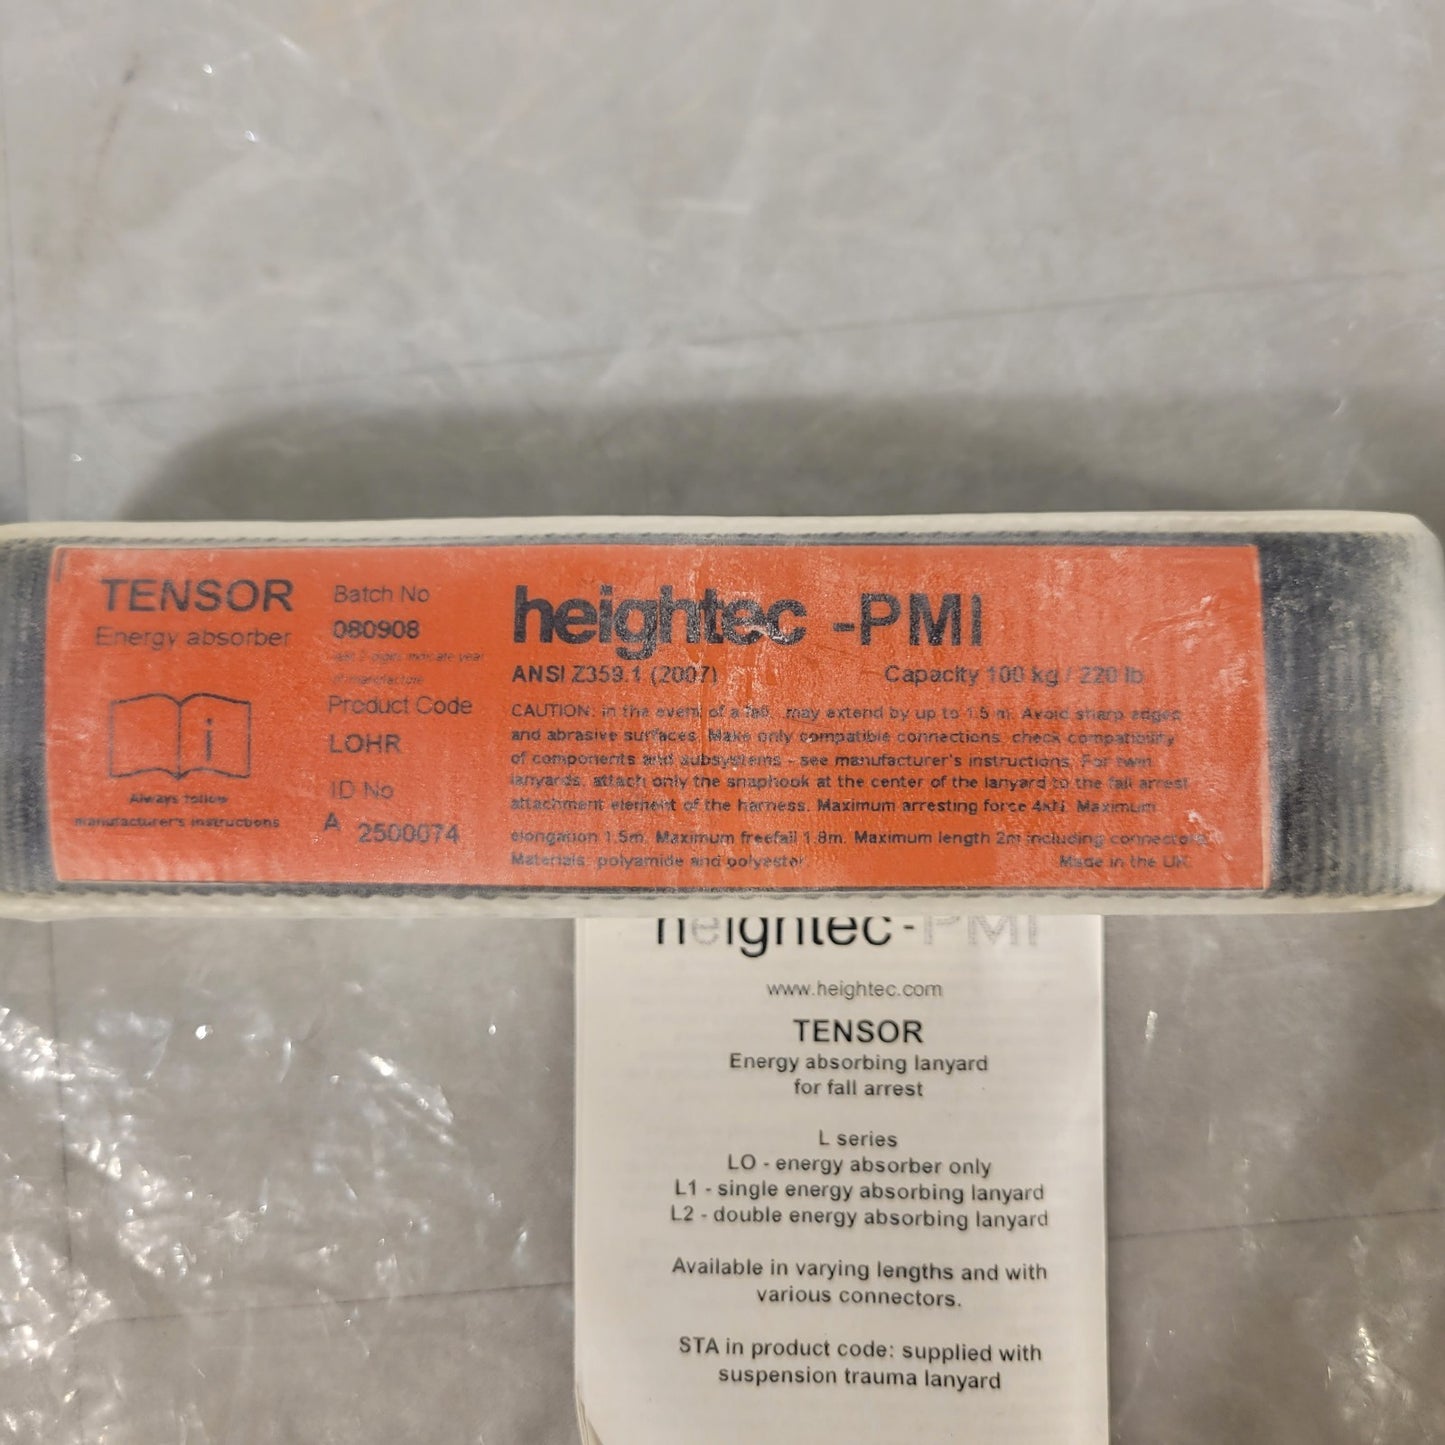 TENSOR
Energy absorber
Always follow
manufacturer's instructions
Batch No
080908
Last 2 digits indicate year
of manufacture
Product Code
LOHR
ID No
A 2500074
heightec -PMI
ANSI Z359.1 (2007) Capacity 100 kg / 220 lb
CAUTION: in the event of a fall, may extend by up to 1.5 m. Avoid sharp edges
and abrasive surfaces. Make only compatible connections, check compatibility
of components and subsystems - see manufacturer's instructions. For twin
lanyards, attach only the snaphook at the center of the lanyard to the fall arrest
attachment element of the harness. Maximum arresting force 4kN. Maximum
elongation 1.5m. Maximum freefall 1.8m. Maximum length 2m including connectors.
Materials: polyamide and polyester. Made in the UK.
heightec-PMI
www.heightec.com
TENSOR
Energy absorbing lanyard
for fall arrest
L series
LO - energy absorber only
L1 - single energy absorbing lanyard
L2 - double energy absorbing lanyard
Available in varying lengths and with
various connectors.
STA in product code: supplied with
suspension trauma lanyard